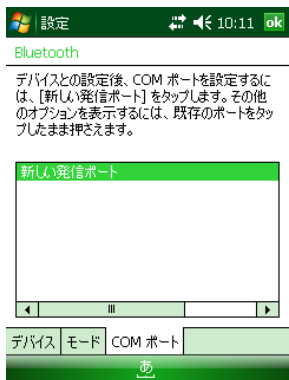 設定 10:11 ok
Bluetooth
デバイスとの設定後、COM ポートを設定するに
は、[新しい発信ポート] をタップします。その他
のオプションを表示するには、既存のポートをタッ
プしたまま押さえます。
新しい発信ポート
デバイス モード COM ポート
あ